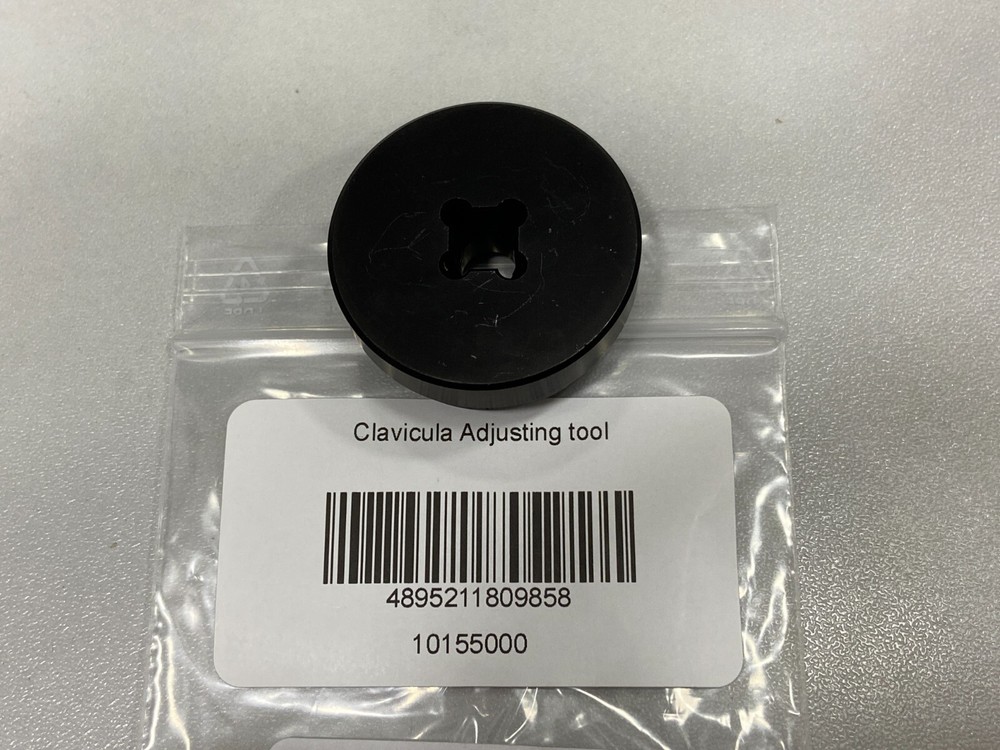 Clavicula Adjusting tool
4895211809858
10155000